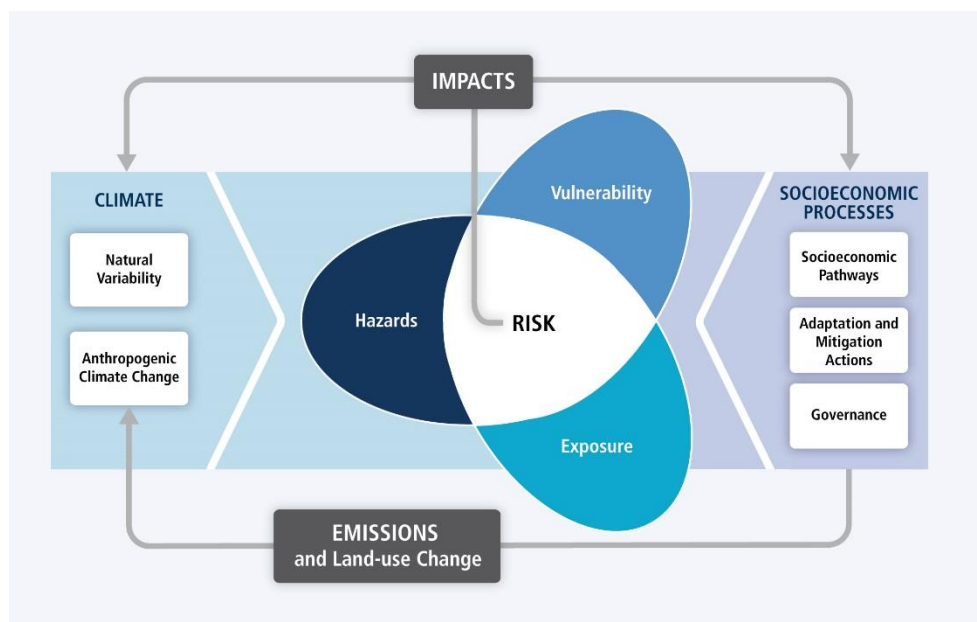 IMPACTS
CLIMATE
Natural
Variability
Anthropogenic
Climate Change
Vulnerability
Hazards
RISK
Exposure
SOCIOECONOMIC
PROCESSES
Socioeconomic
Pathways
Adaptation and
Mitigation
Actions
Governance
EMISSIONS
and Land-use Change